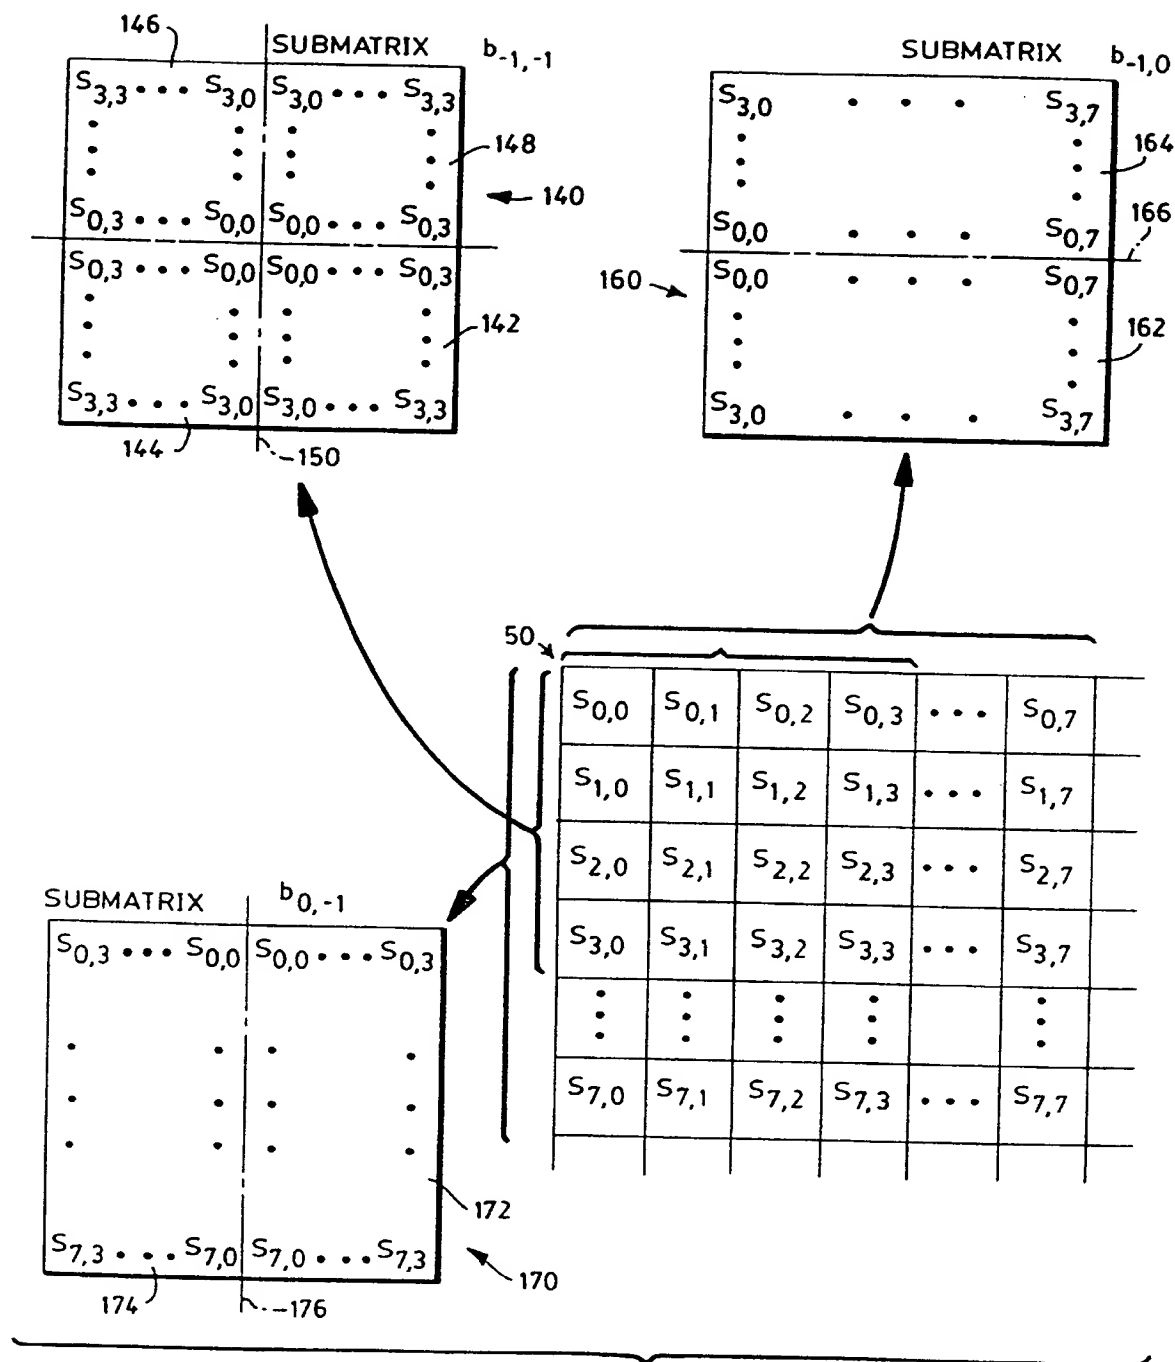 146
SUBMATRIX b-1,-1
S3,3 ... S3,0 S3,0 ... S3,3
148
140
S0,3 ... S0,0 S0,0 ... S0,3
S0,3 ... S0,0 S0,0 ... S0,3
142
S3,3 ... S3,0 S3,0 ... S3,3
144
150
SUBMATRIX b-1,0
S3,0 ... S3,7
164
166
S0,0 ... S0,7
160
S0,0 ... S0,7
162
S3,0 ... S3,7
50
S0,0 S0,1 S0,2 S0,3 ... S0,7
S1,0 S1,1 S1,2 S1,3 ... S1,7
S2,0 S2,1 S2,2 S2,3 ... S2,7
S3,0 S3,1 S3,2 S3,3 ... S3,7
S7,0 S7,1 S7,2 S7,3 ... S7,7
SUBMATRIX b0,-1
S0,3 ... S0,0 S0,0 ... S0,3
172
S7,3 ... S7,0 S7,0 ... S7,3
170
174
176